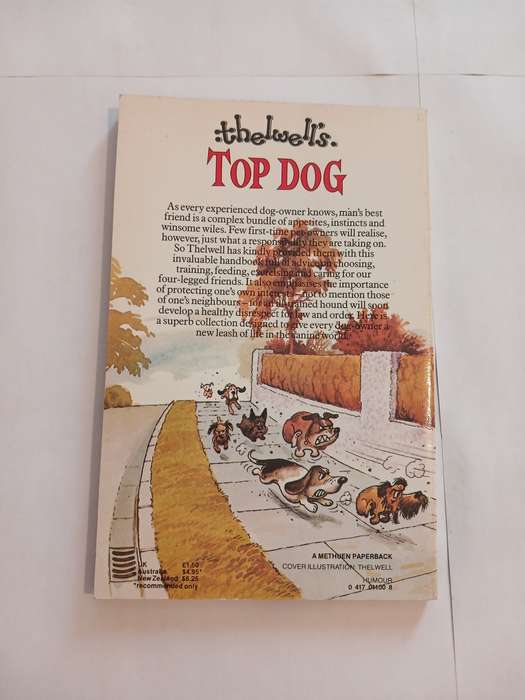 thelwell's.
TOP DOG
As every experienced dog-owner knows, man's best
friend is a complex bundle of appetites, instincts and
winsome wiles. Few first-time pet-owners will realise,
however, just what a responsibility they are taking on.
So Thelwell has kindly provided them with this
invaluable handbook full of advice on choosing,
training, feeding, exercising and caring for our
four-legged friends. It also emphasises the importance
of protecting one's own interests, not to mention those
of one's neighbours – for an untrained hound will soon
develop a healthy disrespect for law and order. Here is
a superb collection designed to give every dog-owner a
new leash of life in the canine world.
A METHUEN PAPERBACK
COVER ILLUSTRATION: THELWELL
UK £1.50
Australia $4.95*
New Zealand $6.25
*recommended only
HUMOUR
0 417 01100 8